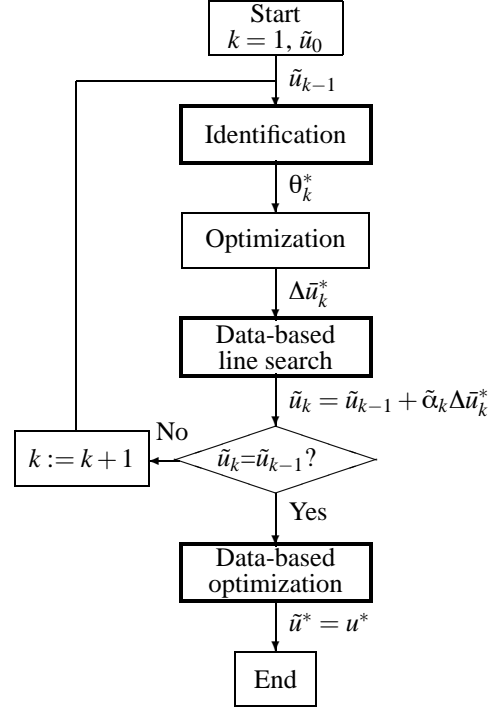 Start
k = 1, ũ₀
ũₖ₋₁
Identification
θ*ₖ
Optimization
Δū*ₖ
Data-based
line search
ũₖ = ũₖ₋₁ + α̃ₖΔū*ₖ
No
k := k + 1
ũₖ=ũₖ₋₁?
Yes
Data-based
optimization
ũ* = u*
End